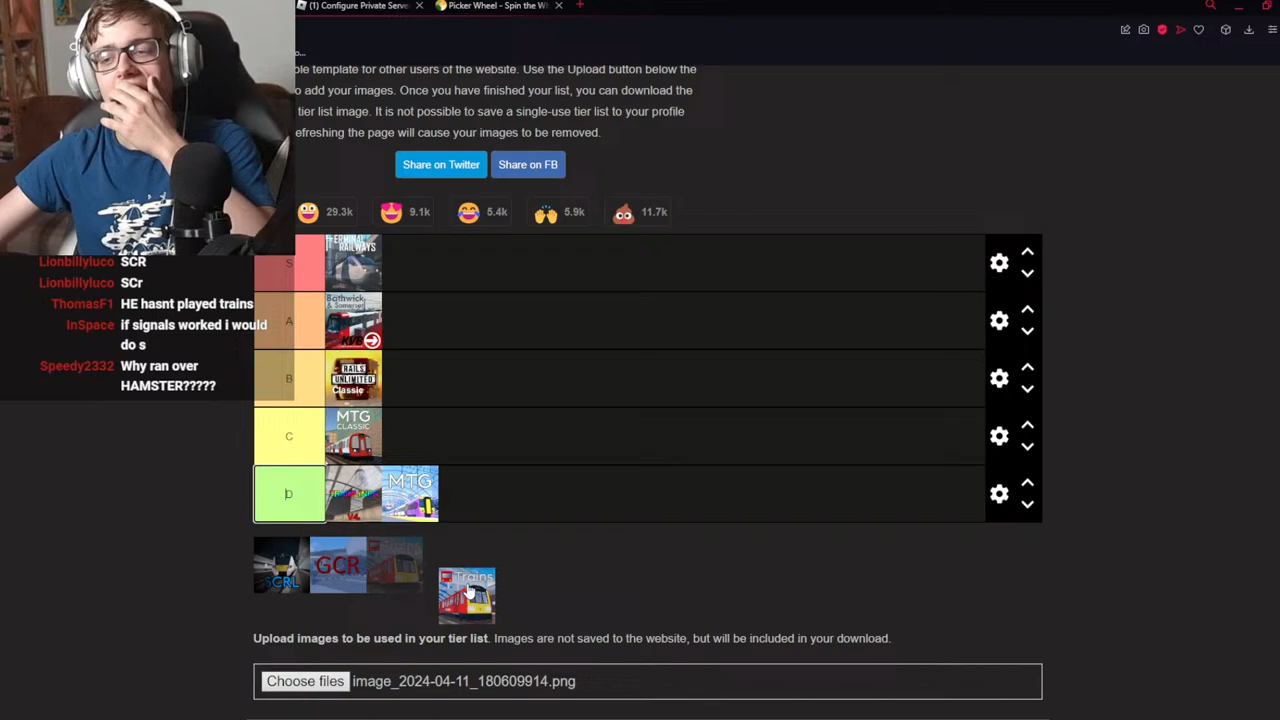 (1) Configure Private Serve
Picker Wheel - Spin the Wh
ble template for other users of the website. Use the Upload button below the
o add your images. Once you have finished your list, you can download the
tier list image. It is not possible to save a single-use tier list to your profile
efreshing the page will cause your images to be removed.
Share on Twitter Share on FB
29.3k 9.1k 5.4k 5.9k 11.7k
Lionbillyluco SCR
Lionbillyluco SCr
ThomasF1 HE hasnt played trains
InSpace if signals worked i would
do s
Speedy2332 Why ran over
HAMSTER?????
S
RAILWAYS
A
Bathwick
& Somerset
KVB
B
RAILS
UNLIMITED
Classic
C
MTG
CLASSIC
D
V4
MTG
SCRL
GCR
Trains
Trains
Upload images to be used in your tier list. Images are not saved to the website, but will be included in your download.
Choose files image_2024-04-11_180609914.png